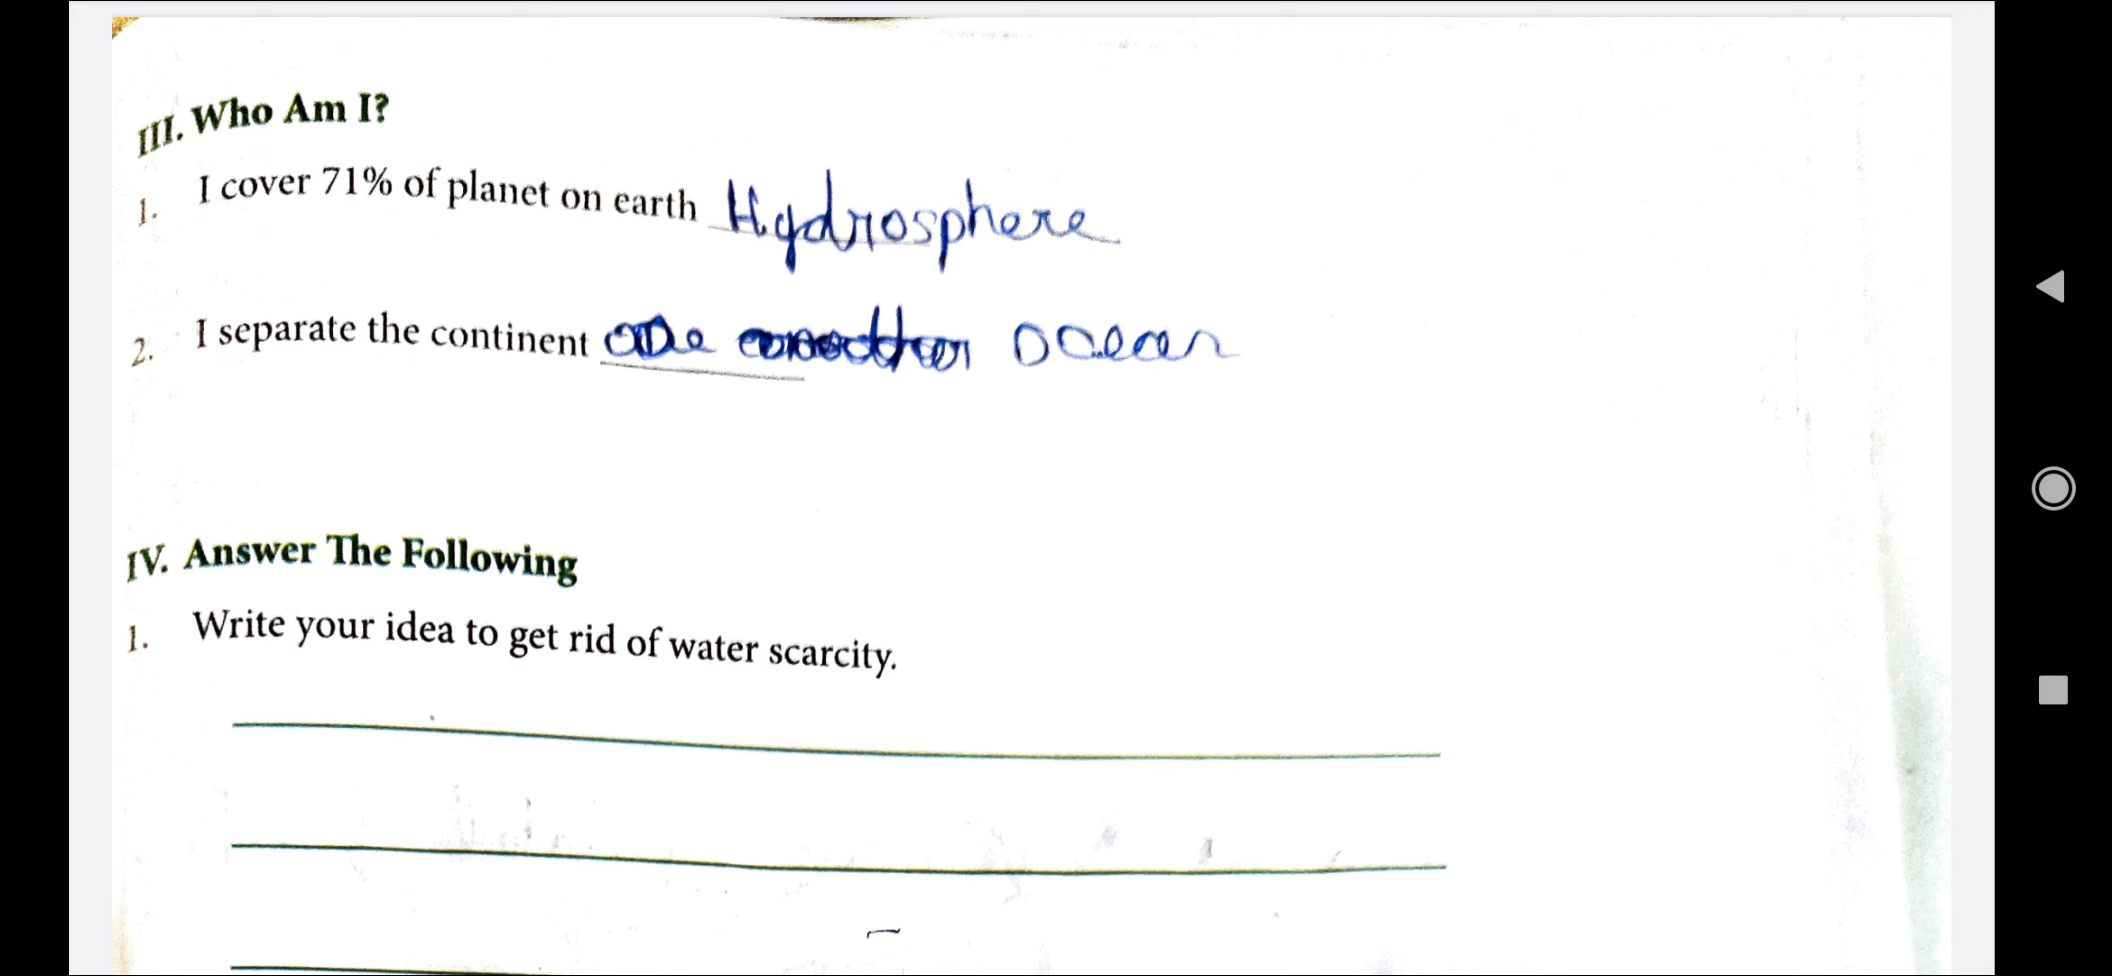 III. Who Am I?
1. I cover 71% of planet on earth Hydrosphere
2. I separate the continent ocean
IV. Answer The Following
1. Write your idea to get rid of water scarcity.